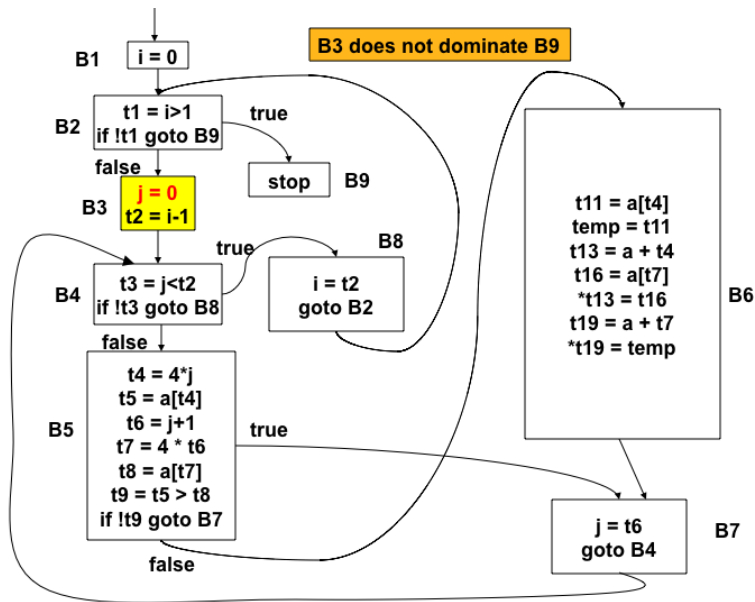 B3 does not dominate B9
B1
i = 0
B2
t1 = i>1
if !t1 goto B9
true
false
stop
B9
B3
j = 0
t2 = i-1
true
B4
t3 = j<t2
if !t3 goto B8
B8
i = t2
goto B2
false
B5
t4 = 4*j
t5 = a[t4]
t6 = j+1
t7 = 4 * t6
t8 = a[t7]
t9 = t5 > t8
if !t9 goto B7
true
false
t11 = a[t4]
temp = t11
t13 = a + t4
t16 = a[t7]
*t13 = t16
t19 = a + t7
*t19 = temp
B6
j = t6
goto B4
B7